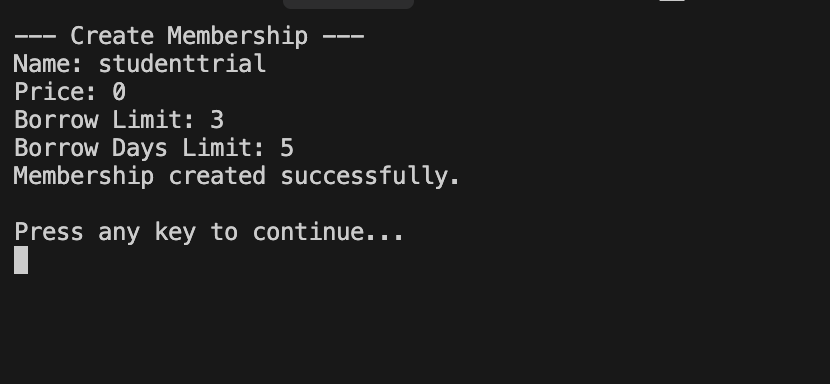 --- Create Membership ---
Name: studenttrial
Price: 0
Borrow Limit: 3
Borrow Days Limit: 5
Membership created successfully.
Press any key to continue...